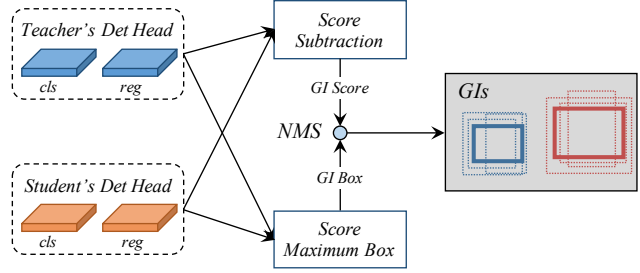 Teacher's Det Head
cls
reg
Score
Subtraction
GI Score
NMS
GI Box
GIs
Student's Det Head
cls
reg
Score
Maximum Box